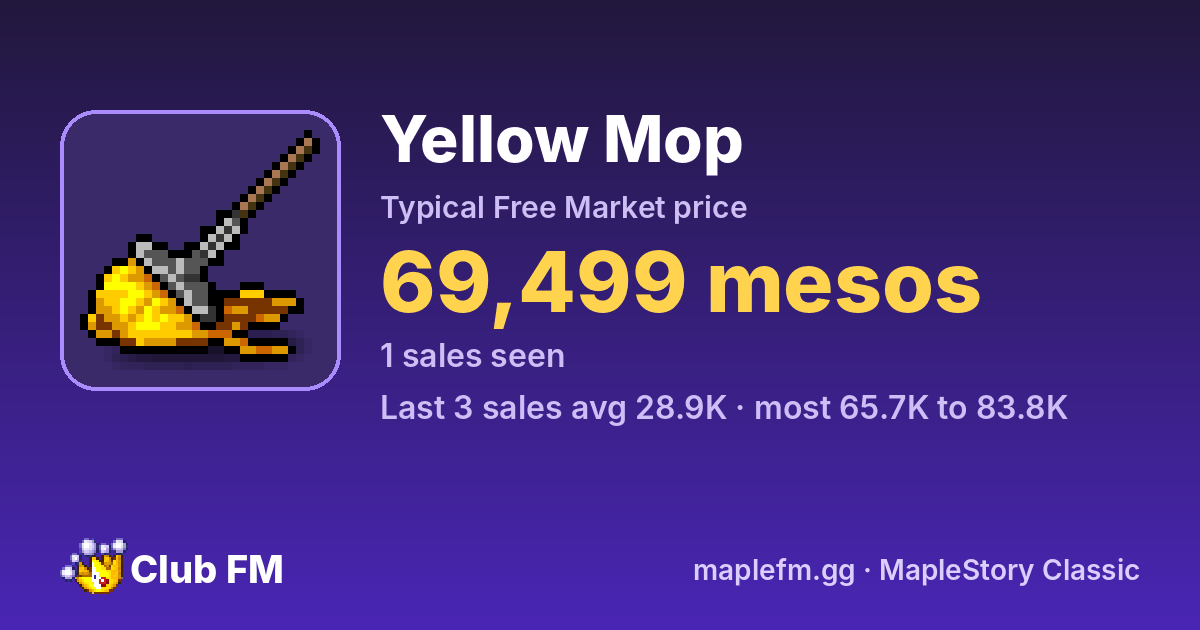 Yellow Mop
Typical Free Market price
69,499 mesos
1 sales seen
Last 3 sales avg 28.9K · most 65.7K to 83.8K
Club FM
maplefm.gg · MapleStory Classic